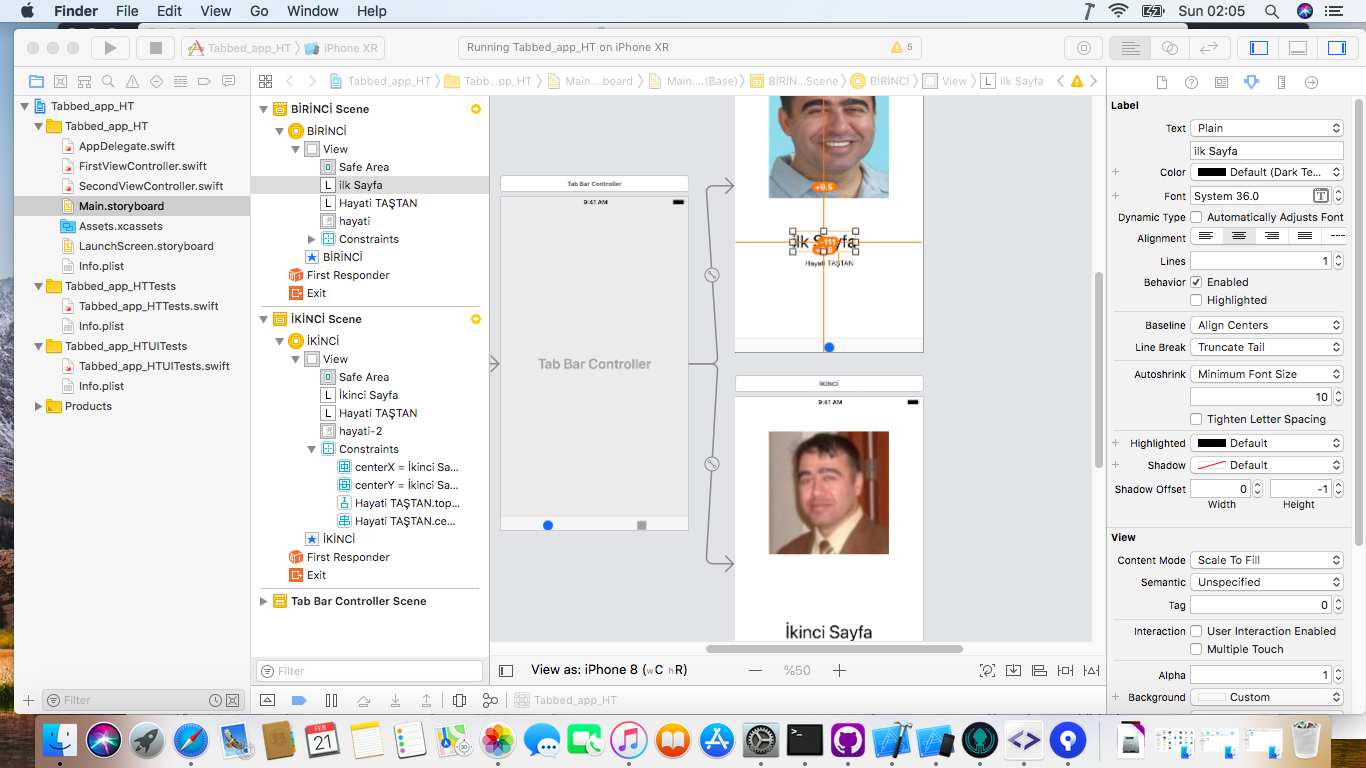 Finder File Edit View Go Window Help Sun 02:05
Tabbed_app_HT iPhone XR Running Tabbed_app_HT on iPhone XR 5
Tabbed_app_HT Tabb...pp_HT Main....board Main....(Base) BİRİN...Scene BİRİNCİ View L ilk Sayfa
Tabbed_app_HT
Tabbed_app_HT
AppDelegate.swift
FirstViewController.swift
SecondViewController.swift
Main.storyboard
Assets.xcassets
LaunchScreen.storyboard
Info.plist
Tabbed_app_HTTests
Tabbed_app_HTTests.swift
Info.plist
Tabbed_app_HTUITests
Tabbed_app_HTUITests.swift
Info.plist
Products
Filter
BİRİNCİ Scene
BİRİNCİ
View
Safe Area
L ilk Sayfa
L Hayati TAŞTAN
hayati
Constraints
BİRİNCİ
First Responder
Exit
İKİNCİ Scene
İKİNCİ
View
Safe Area
L İkinci Sayfa
L Hayati TAŞTAN
hayati-2
Constraints
centerX = İkinci Sa...
centerY = İkinci Sa...
Hayati TAŞTAN.top...
Hayati TAŞTAN.ce...
İKİNCİ
First Responder
Exit
Tab Bar Controller Scene
Filter
Tab Bar Controller
9:41 AM
Tab Bar Controller
+9.5
ilk Sayfa
Hayati TAŞTAN
İKİNCİ
9:41 AM
İkinci Sayfa
View as: iPhone 8 (wC hR) %50
Tabbed_app_HT
Label
Text Plain
ilk Sayfa
Color Default (Dark Te...
Font System 36.0 T
Dynamic Type Automatically Adjusts Font
Alignment
Lines 1
Behavior Enabled
Highlighted
Baseline Align Centers
Line Break Truncate Tail
Autoshrink Minimum Font Size
10
Tighten Letter Spacing
Highlighted Default
Shadow Default
Shadow Offset 0 -1
Width Height
View
Content Mode Scale To Fill
Semantic Unspecified
Tag 0
Interaction User Interaction Enabled
Multiple Touch
Alpha 1
Background Custom
FEB
21